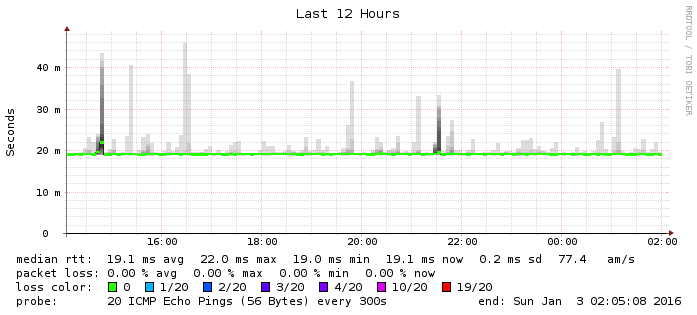 Last 12 Hours
RRDTOOL / TOBI OETIKER
Seconds
40 m
30 m
20 m
10 m
0
16:00 18:00 20:00 22:00 00:00 02:00
median rtt: 19.1 ms avg 22.0 ms max 19.0 ms min 19.1 ms now 0.2 ms sd 77.4 am/s
packet loss: 0.00 % avg 0.00 % max 0.00 % min 0.00 % now
loss color: 0 1/20 2/20 3/20 4/20 10/20 19/20
probe: 20 ICMP Echo Pings (56 Bytes) every 300s end: Sun Jan 3 02:05:08 2016